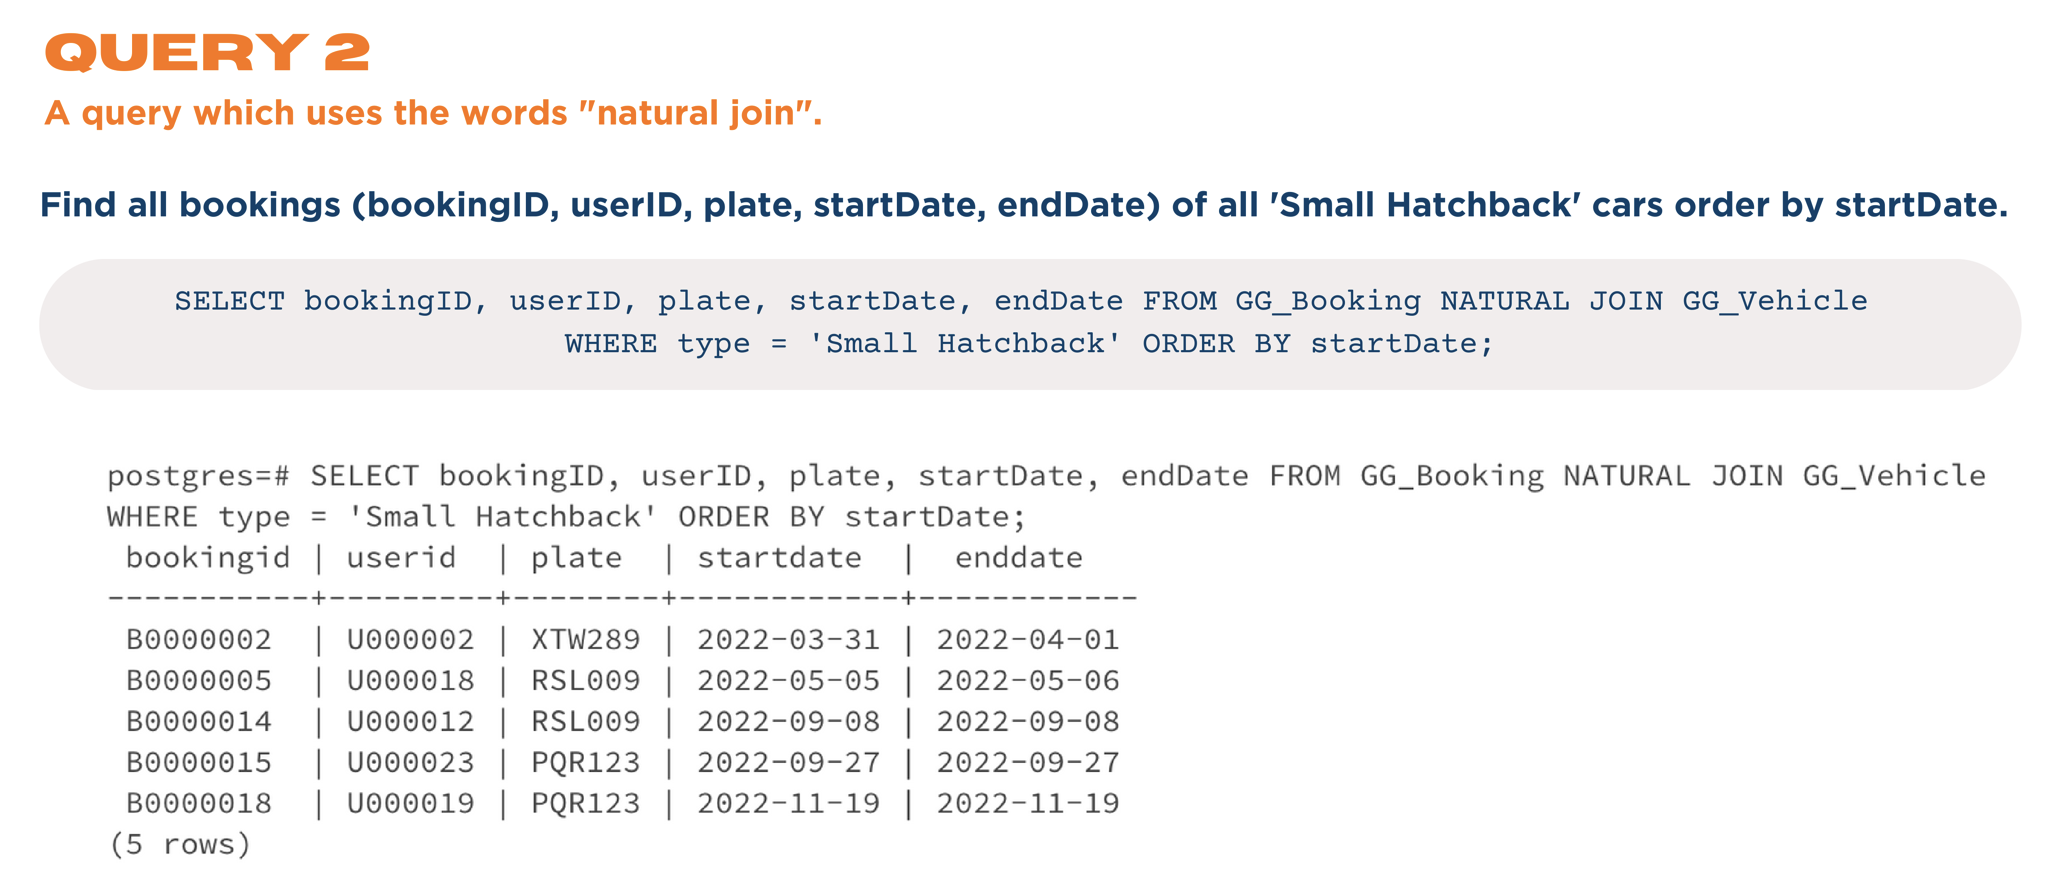 QUERY 2
A query which uses the words "natural join".
Find all bookings (bookingID, userID, plate, startDate, endDate) of all 'Small Hatchback' cars order by startDate.
SELECT bookingID, userID, plate, startDate, endDate FROM GG_Booking NATURAL JOIN GG_Vehicle
WHERE type = 'Small Hatchback' ORDER BY startDate;
postgres=# SELECT bookingID, userID, plate, startDate, endDate FROM GG_Booking NATURAL JOIN GG_Vehicle
WHERE type = 'Small Hatchback' ORDER BY startDate;
 bookingid | userid  | plate  | startdate  |  enddate
-----------+---------+--------+------------+------------
 B0000002  | U000002 | XTW289 | 2022-03-31 | 2022-04-01
 B0000005  | U000018 | RSL009 | 2022-05-05 | 2022-05-06
 B0000014  | U000012 | RSL009 | 2022-09-08 | 2022-09-08
 B0000015  | U000023 | PQR123 | 2022-09-27 | 2022-09-27
 B0000018  | U000019 | PQR123 | 2022-11-19 | 2022-11-19
(5 rows)